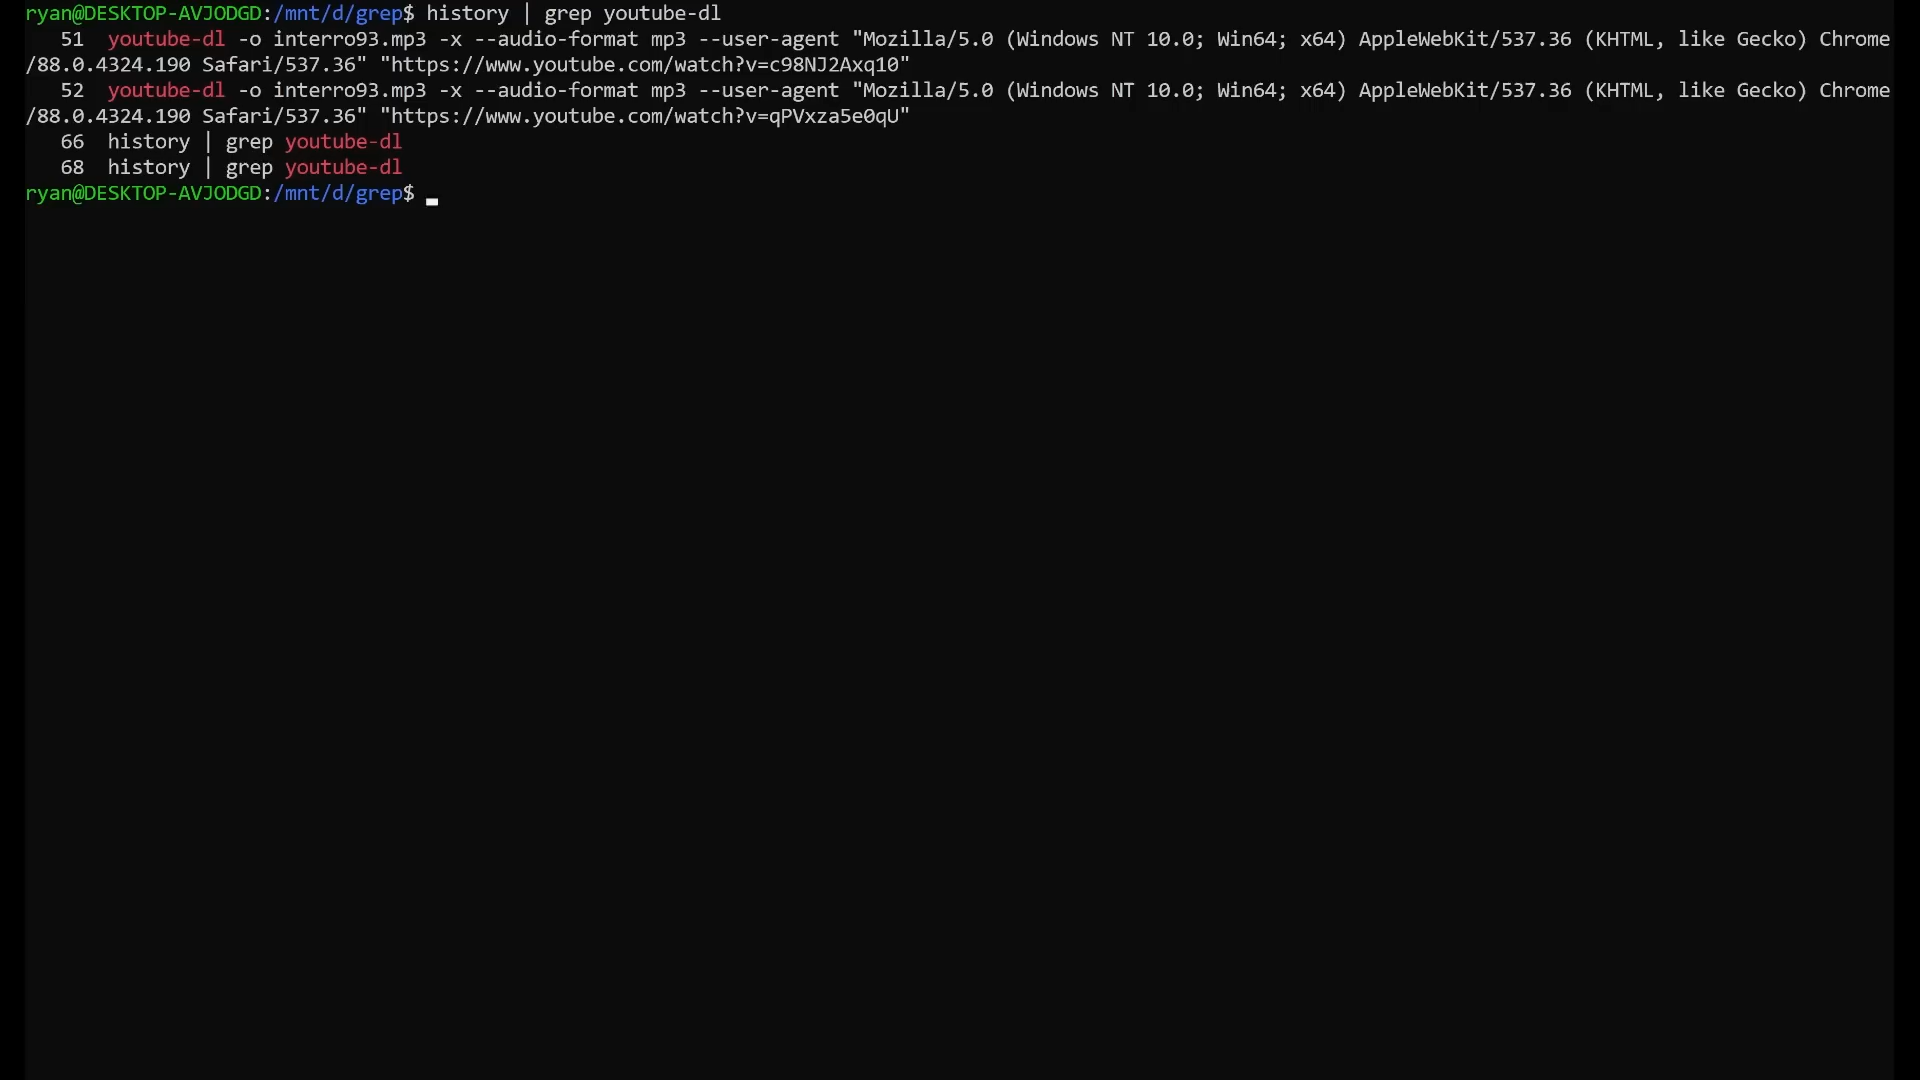 ryan@DESKTOP-AVJODGD:/mnt/d/grep$ history | grep youtube-dl
   51  youtube-dl -o interro93.mp3 -x --audio-format mp3 --user-agent "Mozilla/5.0 (Windows NT 10.0; Win64; x64) AppleWebKit/537.36 (KHTML, like Gecko) Chrome
/88.0.4324.190 Safari/537.36" "https://www.youtube.com/watch?v=c98NJ2Axq10"
   52  youtube-dl -o interro93.mp3 -x --audio-format mp3 --user-agent "Mozilla/5.0 (Windows NT 10.0; Win64; x64) AppleWebKit/537.36 (KHTML, like Gecko) Chrome
/88.0.4324.190 Safari/537.36" "https://www.youtube.com/watch?v=qPVxza5e0qU"
   66  history | grep youtube-dl
   68  history | grep youtube-dl
ryan@DESKTOP-AVJODGD:/mnt/d/grep$